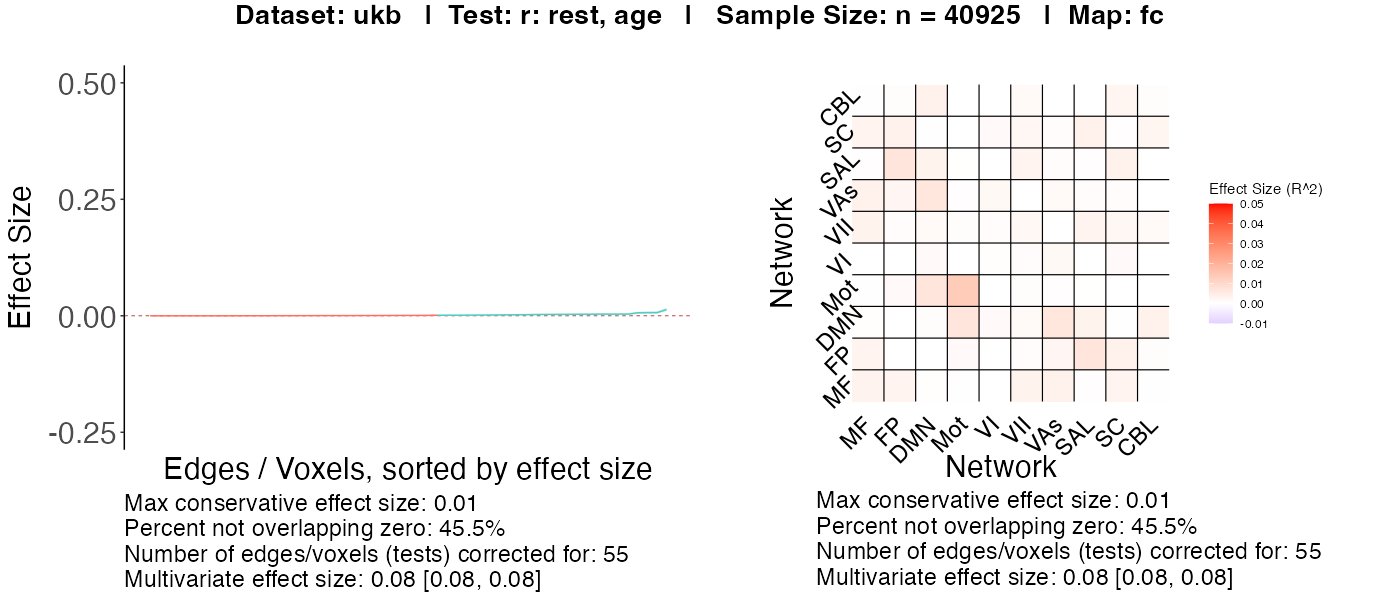 Dataset: ukb | Test: r: rest, age | Sample Size: n = 40925 | Map: fc
Effect Size
0.50
0.25
0.00
-0.25
Edges / Voxels, sorted by effect size
Max conservative effect size: 0.01
Percent not overlapping zero: 45.5%
Number of edges/voxels (tests) corrected for: 55
Multivariate effect size: 0.08 [0.08, 0.08]
Network
CBL
SC
SAL
VAs
VII
VI
Mot
DMN
FP
MF
MF
FP
DMN
Mot
VI
VII
VAs
SAL
SC
CBL
Network
Effect Size (R^2)
0.05
0.04
0.03
0.02
0.01
0.00
-0.01
Max conservative effect size: 0.01
Percent not overlapping zero: 45.5%
Number of edges/voxels (tests) corrected for: 55
Multivariate effect size: 0.08 [0.08, 0.08]